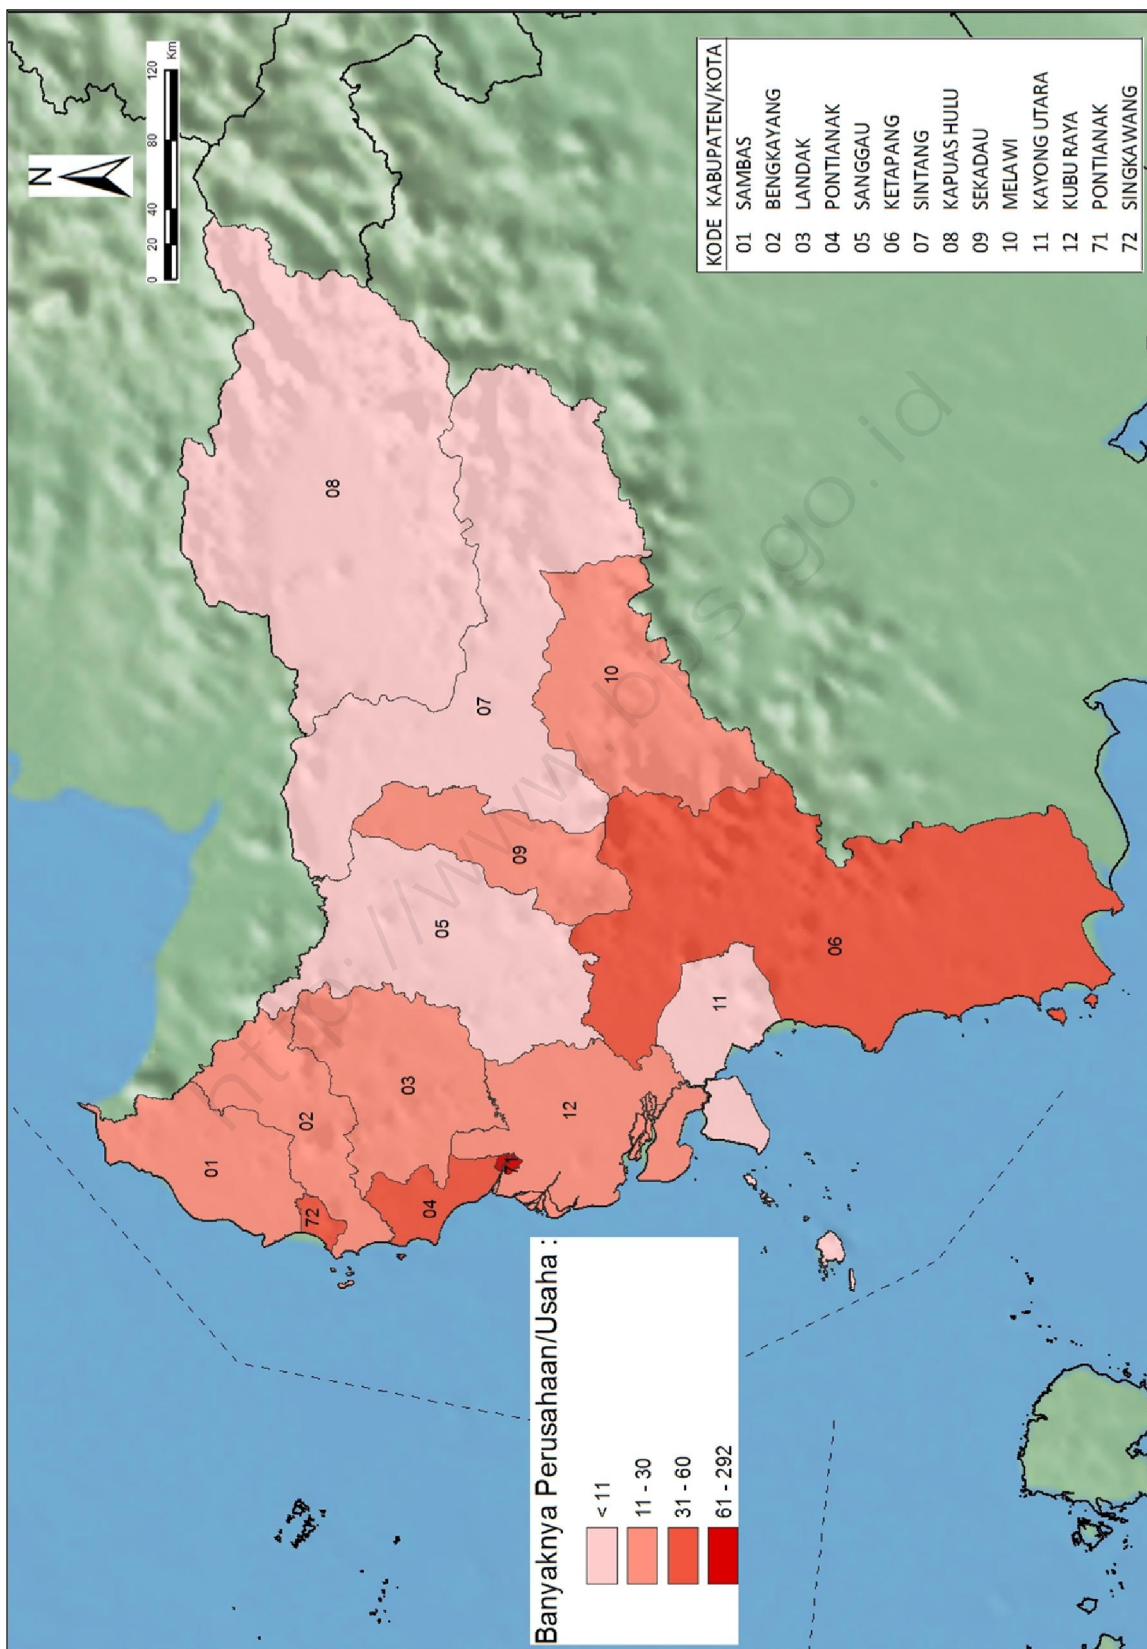 N
0 20 40 80 120
Km
KODE KABUPATEN/KOTA
01 SAMBAS
02 BENGKAYANG
03 LANDAK
04 PONTIANAK
05 SANGGAU
06 KETAPANG
07 SINTANG
08 KAPUAS HULU
09 SEKADAU
10 MELAWI
11 KAYONG UTARA
12 KUBU RAYA
71 PONTIANAK
72 SINGKAWANG
01
02
72
03
04
71
12
05
09
07
08
10
11
06
Banyaknya Perusahaan/Usaha :
< 11
11 - 30
31 - 60
61 - 292
http://www.bps.go.id